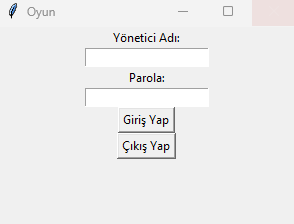 Oyun
Yönetici Adı:
Parola:
Giriş Yap
Çıkış Yap